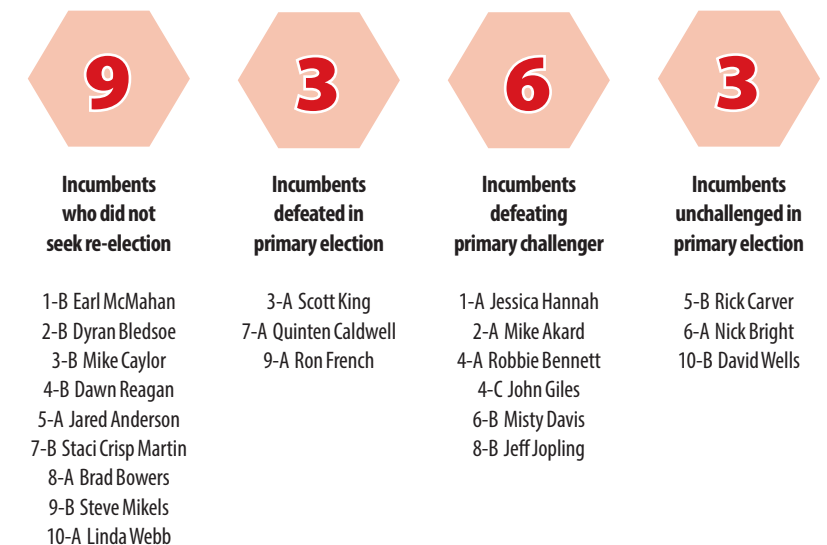 9
Incumbents
who did not
seek re-election
1-B Earl McMahan
2-B Dyran Bledsoe
3-B Mike Caylor
4-B Dawn Reagan
5-A Jared Anderson
7-B Staci Crisp Martin
8-A Brad Bowers
9-B Steve Mikels
10-A Linda Webb
3
Incumbents
defeated in
primary election
3-A Scott King
7-A Quinten Caldwell
9-A Ron French
6
Incumbents
defeating
primary challenger
1-A Jessica Hannah
2-A Mike Akard
4-A Robbie Bennett
4-C John Giles
6-B Misty Davis
8-B Jeff Jopling
3
Incumbents
unchallenged in
primary election
5-B Rick Carver
6-A Nick Bright
10-B David Wells